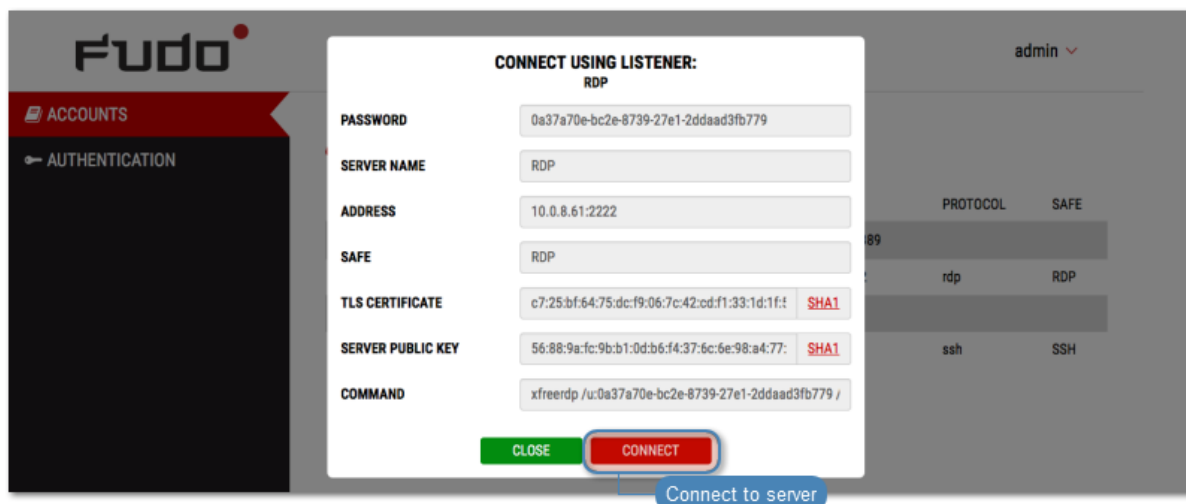 Fudo
admin
ACCOUNTS
AUTHENTICATION
CONNECT USING LISTENER:
RDP
PASSWORD
0a37a70e-bc2e-8739-27e1-2ddaad3fb779
SERVER NAME
RDP
ADDRESS
10.0.8.61:2222
SAFE
RDP
TLS CERTIFICATE
c7:25:bf:64:75:dc:f9:06:7c:42:cd:f1:33:1d:1f:
SHA1
SERVER PUBLIC KEY
56:88:9a:fc:9b:b1:0d:b6:f4:37:6c:6e:98:a4:77:
SHA1
COMMAND
xfreerdp /u:0a37a70e-bc2e-8739-27e1-2ddaad3fb779 /
CLOSE
CONNECT
Connect to server
PROTOCOL SAFE
89
rdp RDP
ssh SSH